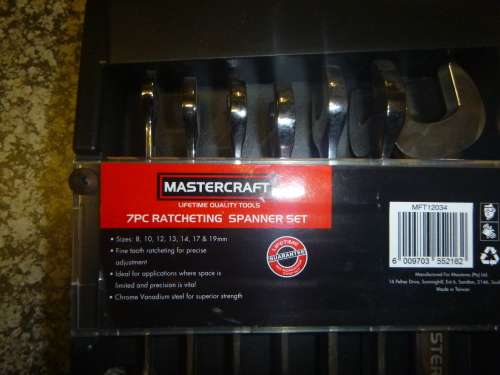 MASTERCRAFT
LIFETIME QUALITY TOOLS
7PC RATCHETING SPANNER SET
• Sizes: 8, 10, 12, 13, 14, 17 & 19mm
• Fine tooth ratcheting for precise
adjustment
• Ideal for applications where space is
limited and precision is vital
• Chrome Vanadium steel for superior strength
LIFETIME
GUARANTEE
MFT12034
6 009703 552182
Made in Taiwan